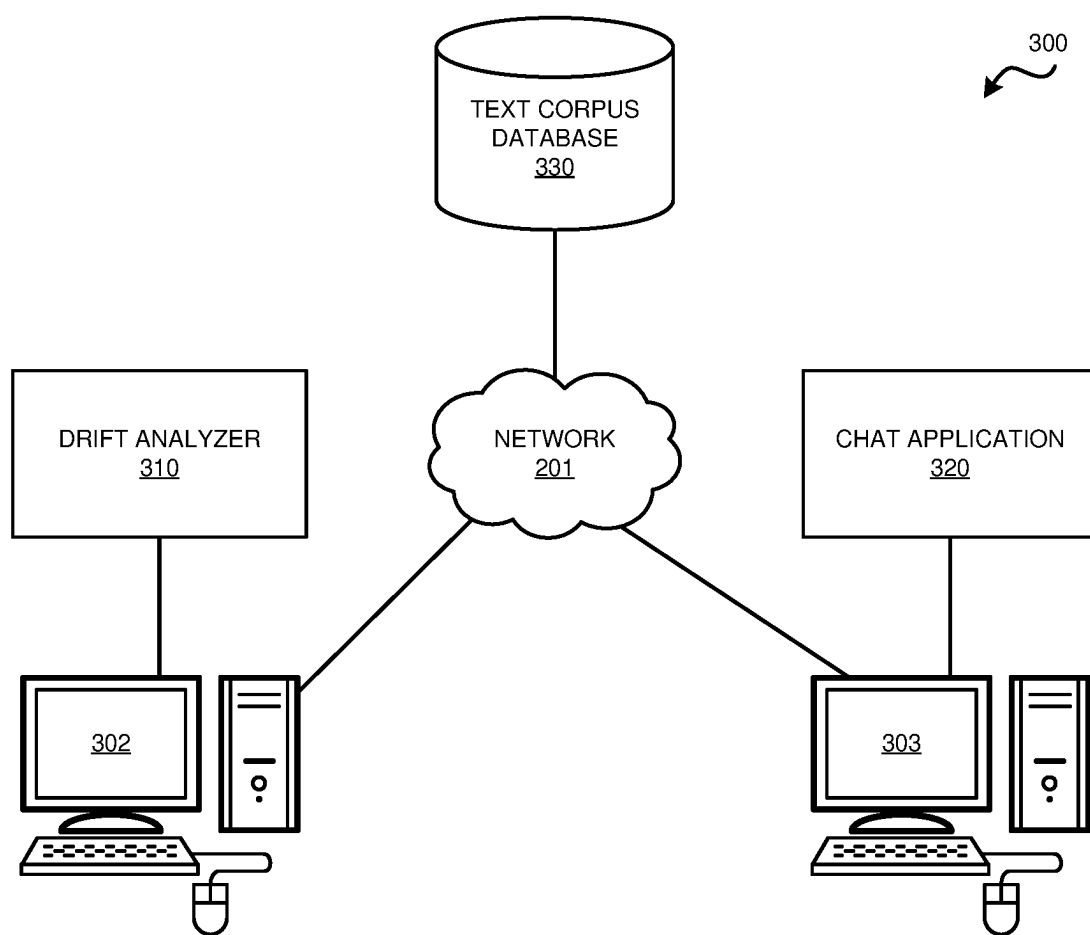 300
TEXT CORPUS
DATABASE
330
DRIFT ANALYZER
310
NETWORK
201
CHAT APPLICATION
320
302
303